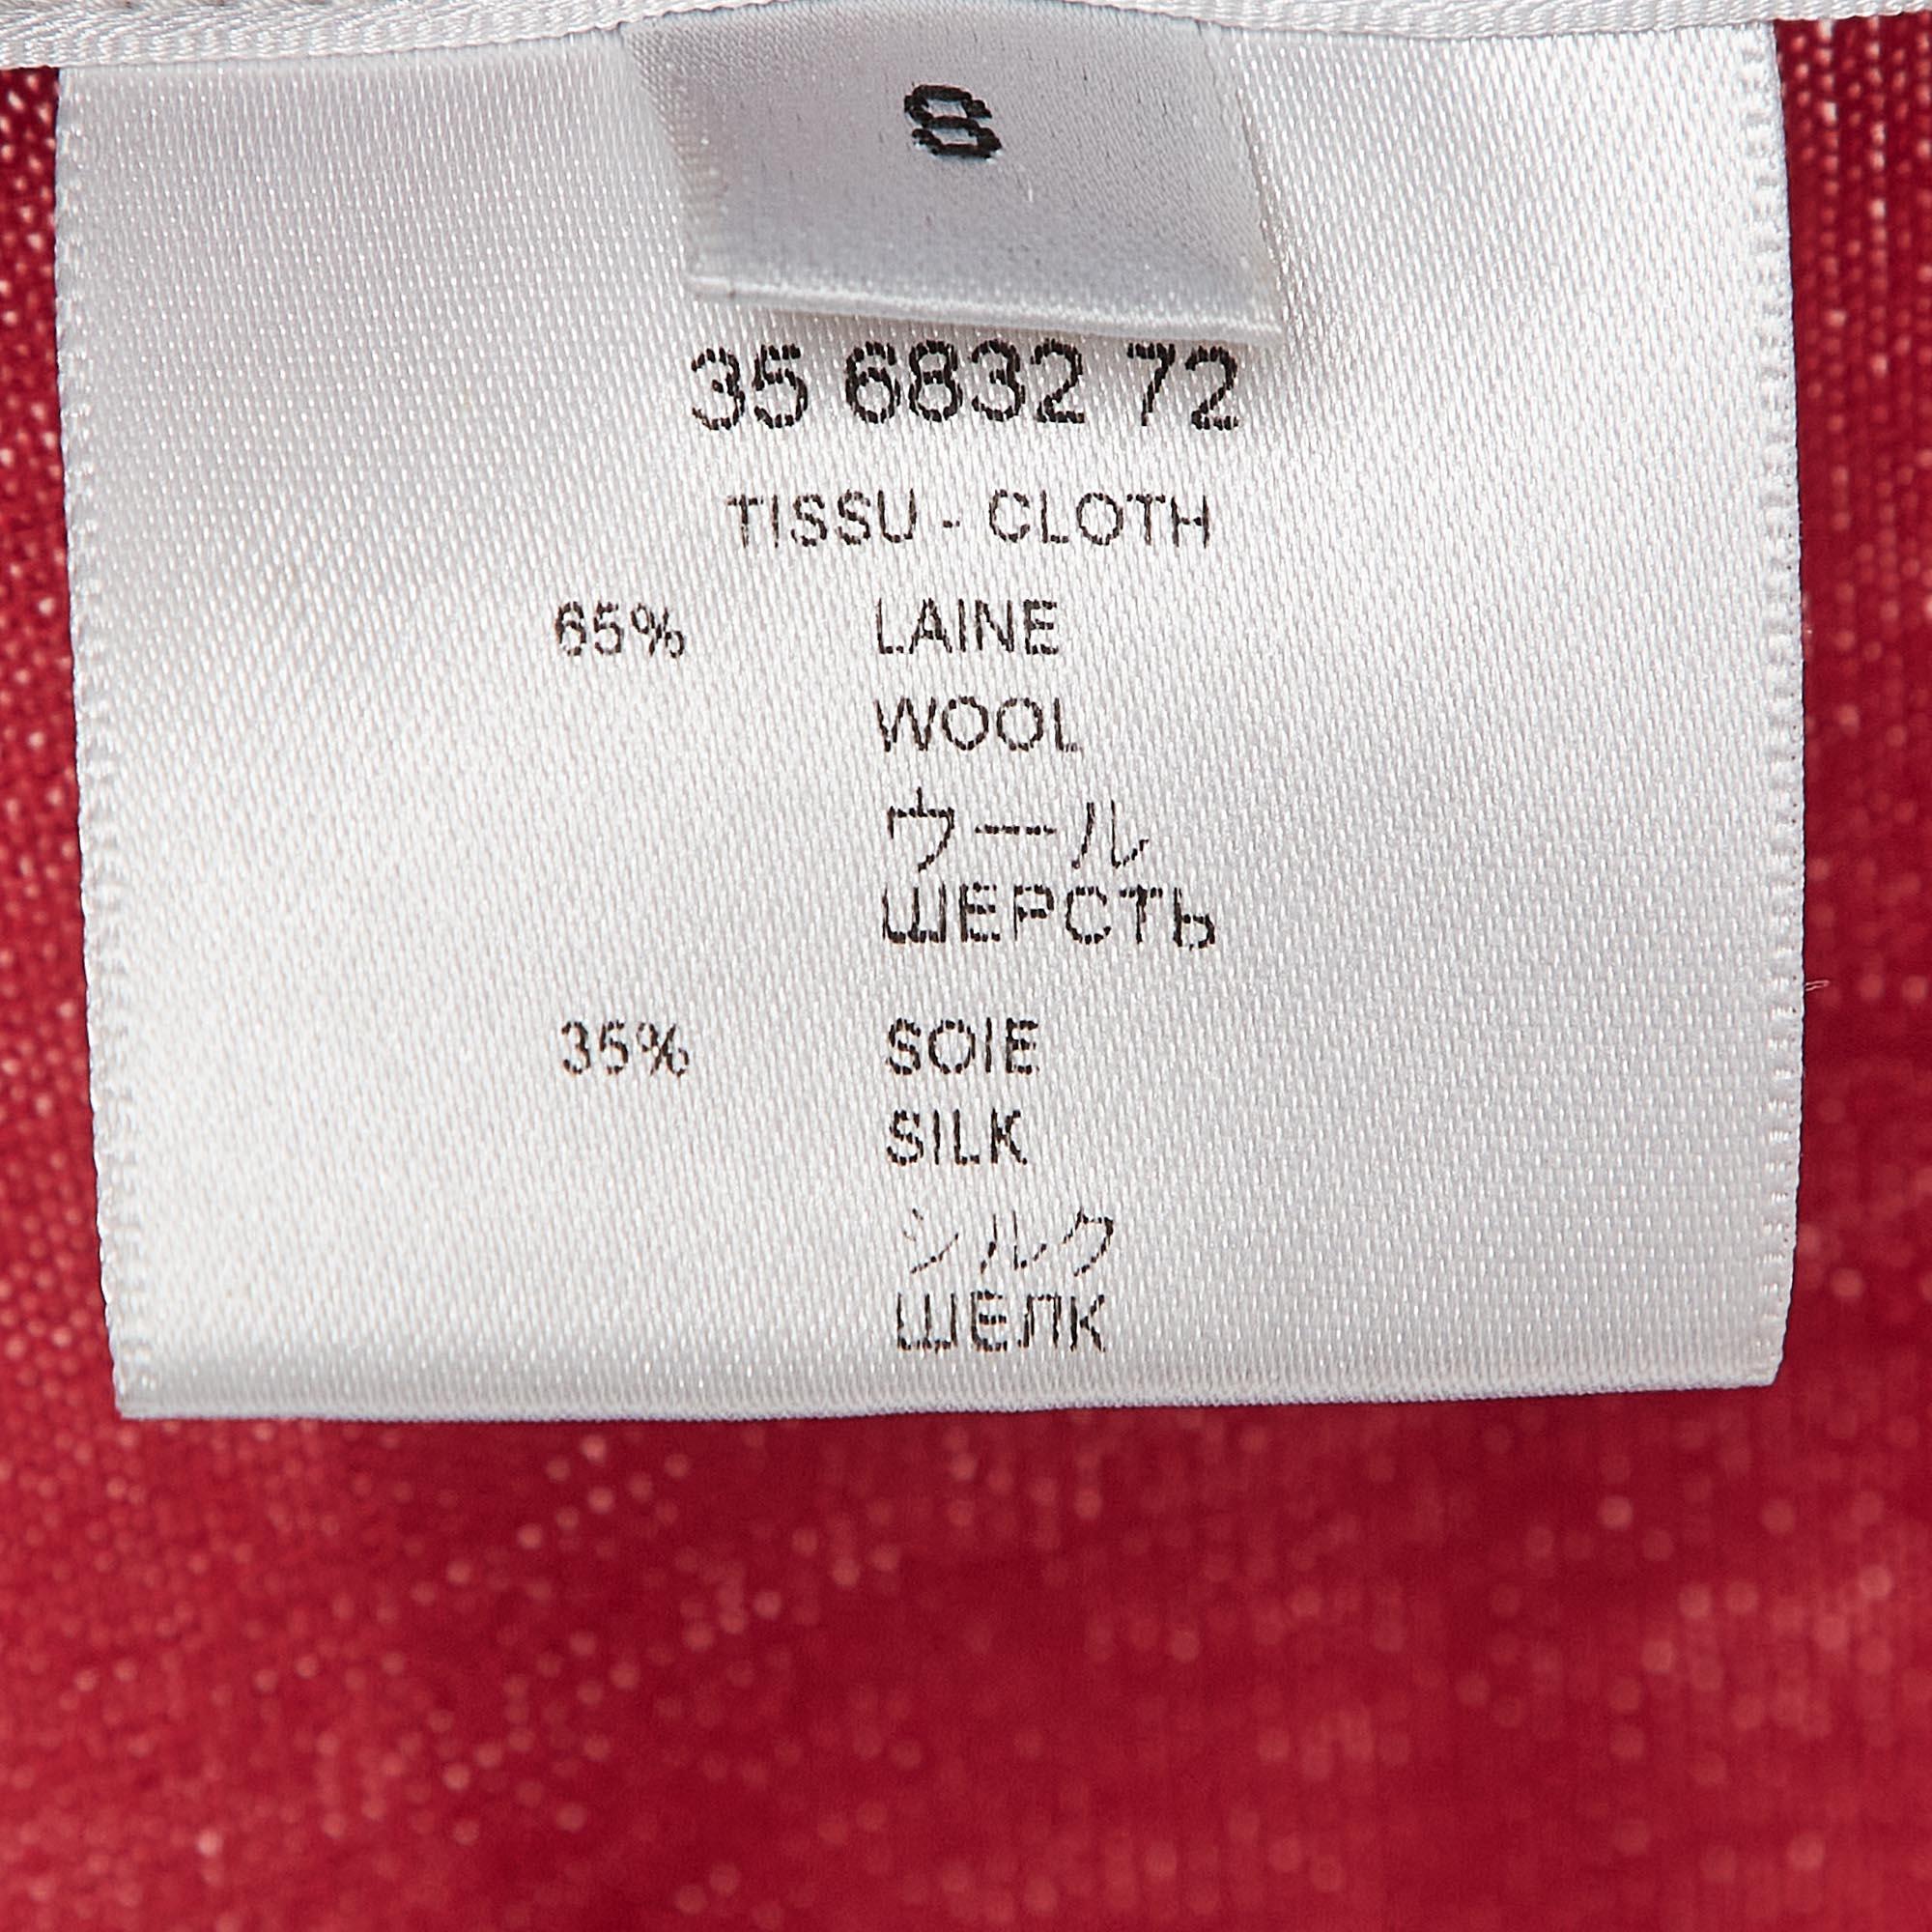 S
35 6832 72
TISSU - CLOTH
65% LAINE
WOOL
ウール
ШЕРСТЬ
35% SOIE
SILK
シルク
ШЕЛК